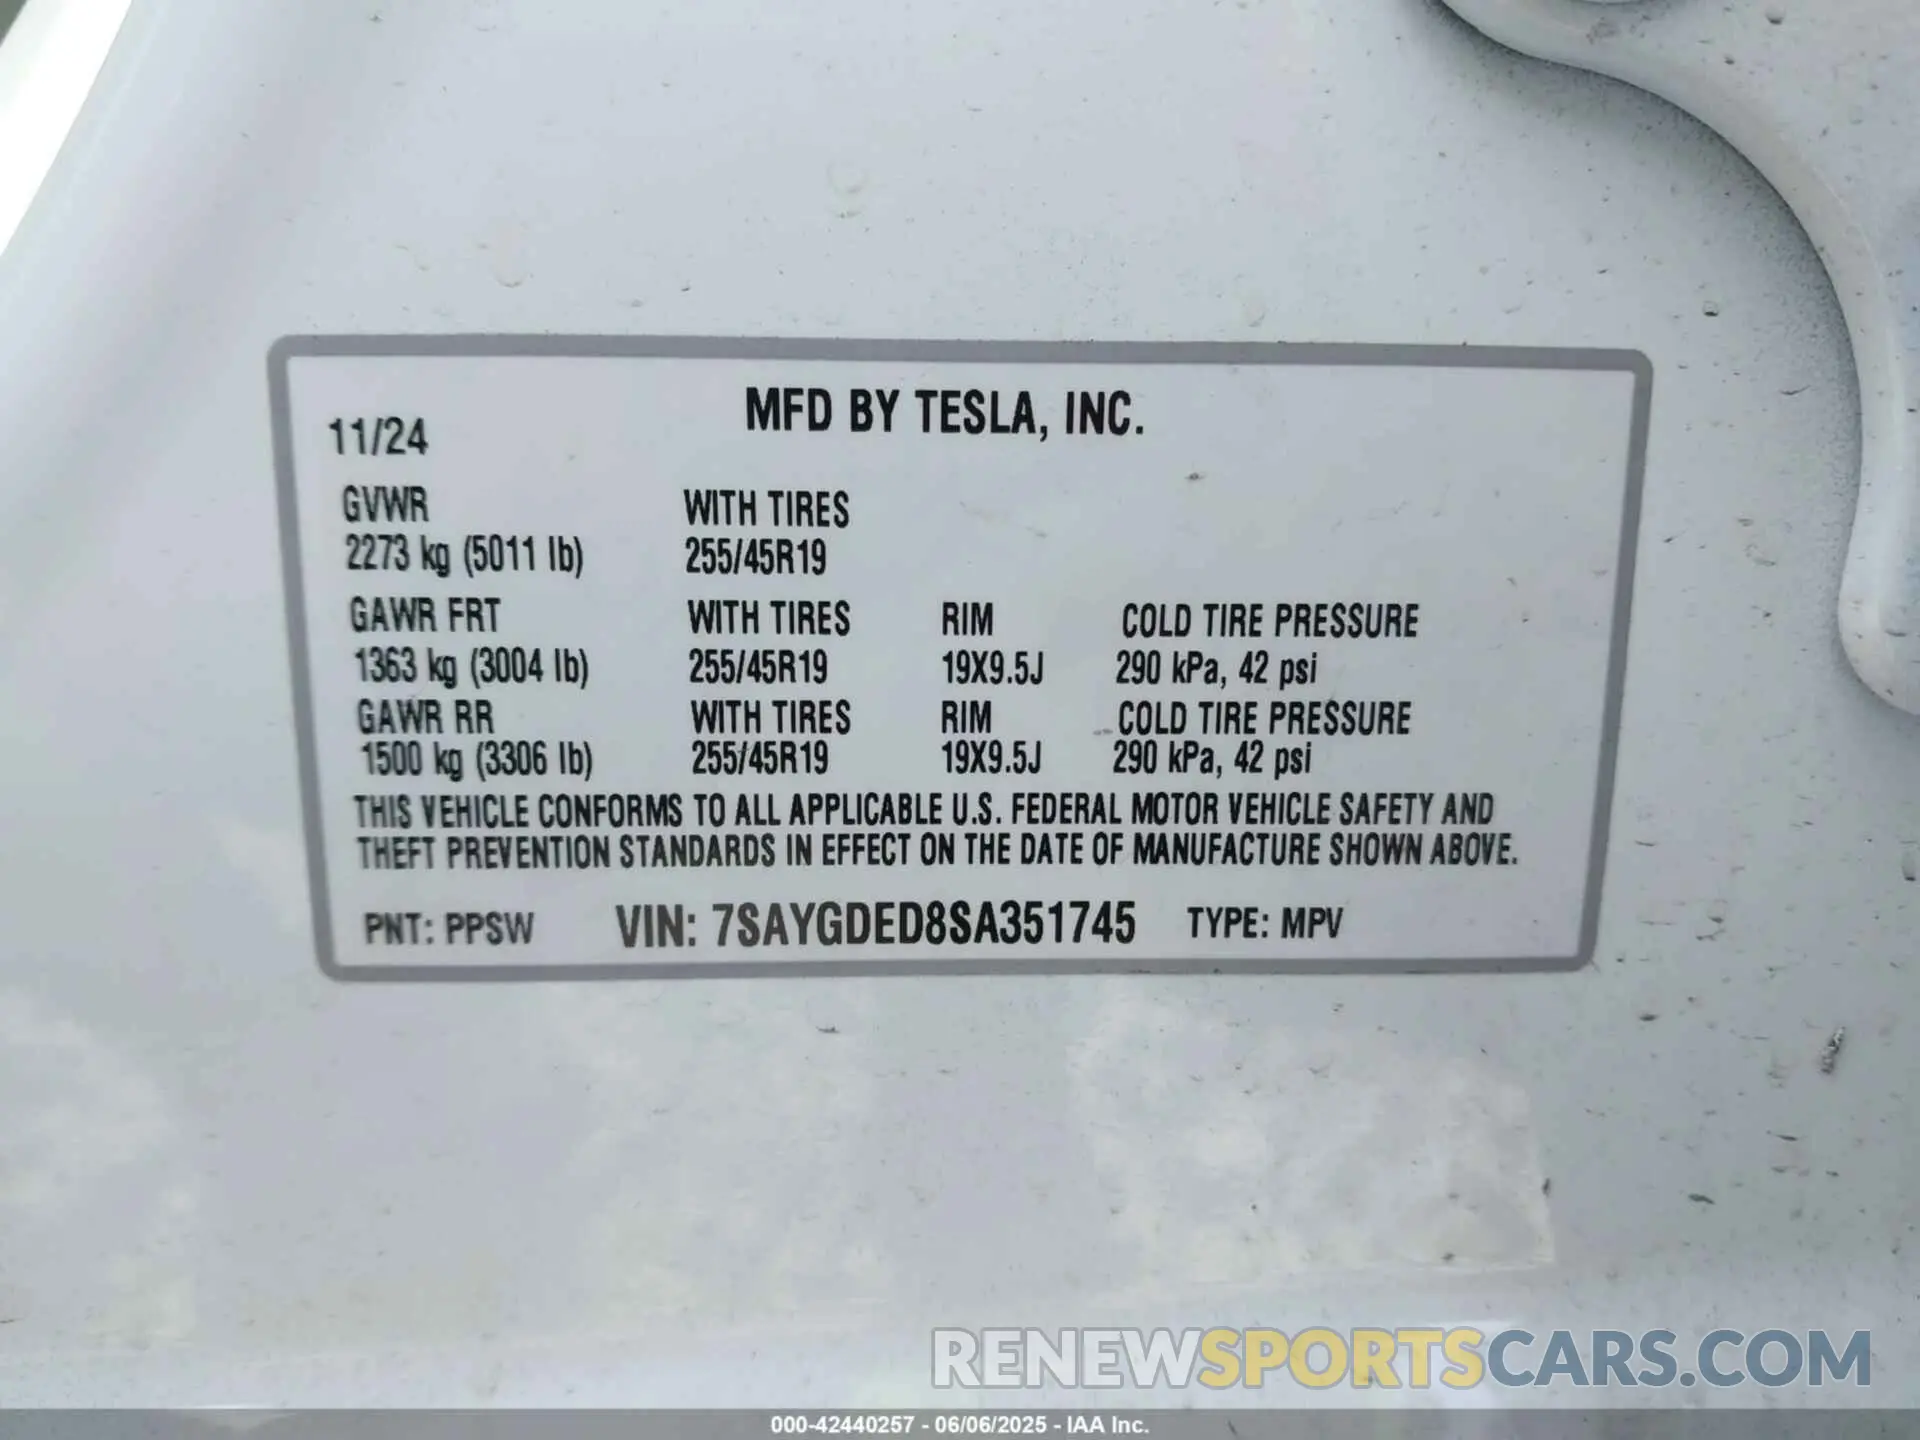 11/24 MFD BY TESLA, INC.
GVWR WITH TIRES
2273 kg (5011 lb) 255/45R19
GAWR FRT WITH TIRES RIM COLD TIRE PRESSURE
1363 kg (3004 lb) 255/45R19 19X9.5J 290 kPa, 42 psi
GAWR RR WITH TIRES RIM COLD TIRE PRESSURE
1500 kg (3306 lb) 255/45R19 19X9.5J 290 kPa, 42 psi
THIS VEHICLE CONFORMS TO ALL APPLICABLE U.S. FEDERAL MOTOR VEHICLE SAFETY AND
THEFT PREVENTION STANDARDS IN EFFECT ON THE DATE OF MANUFACTURE SHOWN ABOVE.
PNT: PPSW VIN: 7SAYGDED8SA351745 TYPE: MPV
RENEWSPORTSCARS.COM
000-42440257 - 06/06/2025 - IAA Inc.